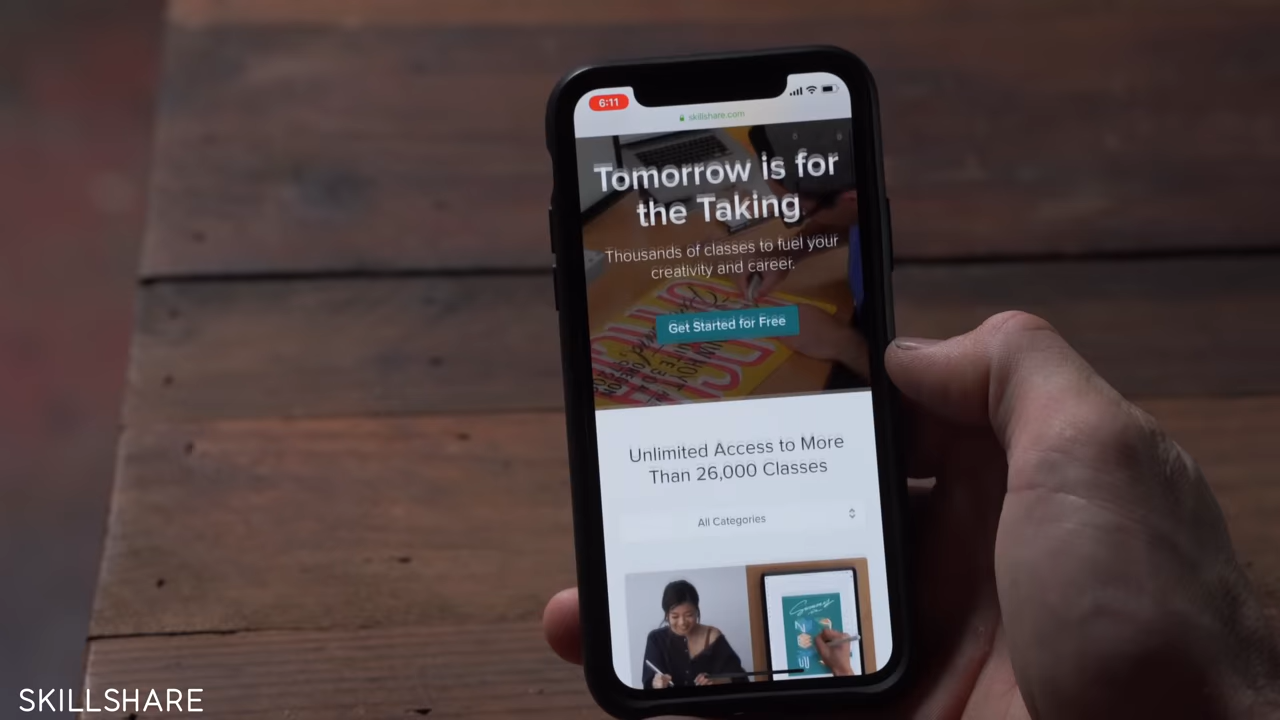 6:11
skillshare.com
Tomorrow is for
the Taking
Thousands of classes to fuel your
creativity and career.
Get Started for Free
Unlimited Access to More
Than 26,000 Classes
All Categories
SKILLSHARE